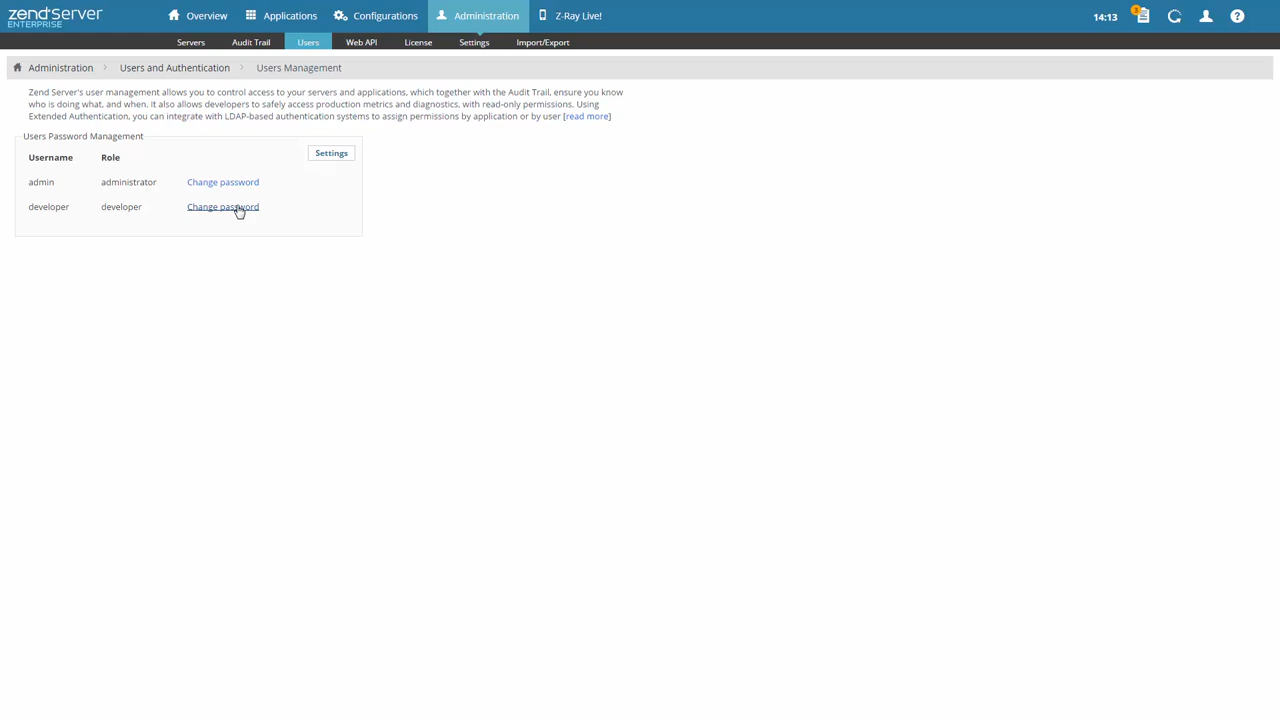 zendServer
ENTERPRISE
Overview
Applications
Configurations
Administration
Z-Ray Live!
14:13
3
?
Servers
Audit Trail
Users
Web API
License
Settings
Import/Export
Administration
Users and Authentication
Users Management
Zend Server's user management allows you to control access to your servers and applications, which together with the Audit Trail, ensure you know
who is doing what, and when. It also allows developers to safely access production metrics and diagnostics, with read-only permissions. Using
Extended Authentication, you can integrate with LDAP-based authentication systems to assign permissions by application or by user [read more]
Users Password Management
Settings
Username Role
admin administrator Change password
developer developer Change password